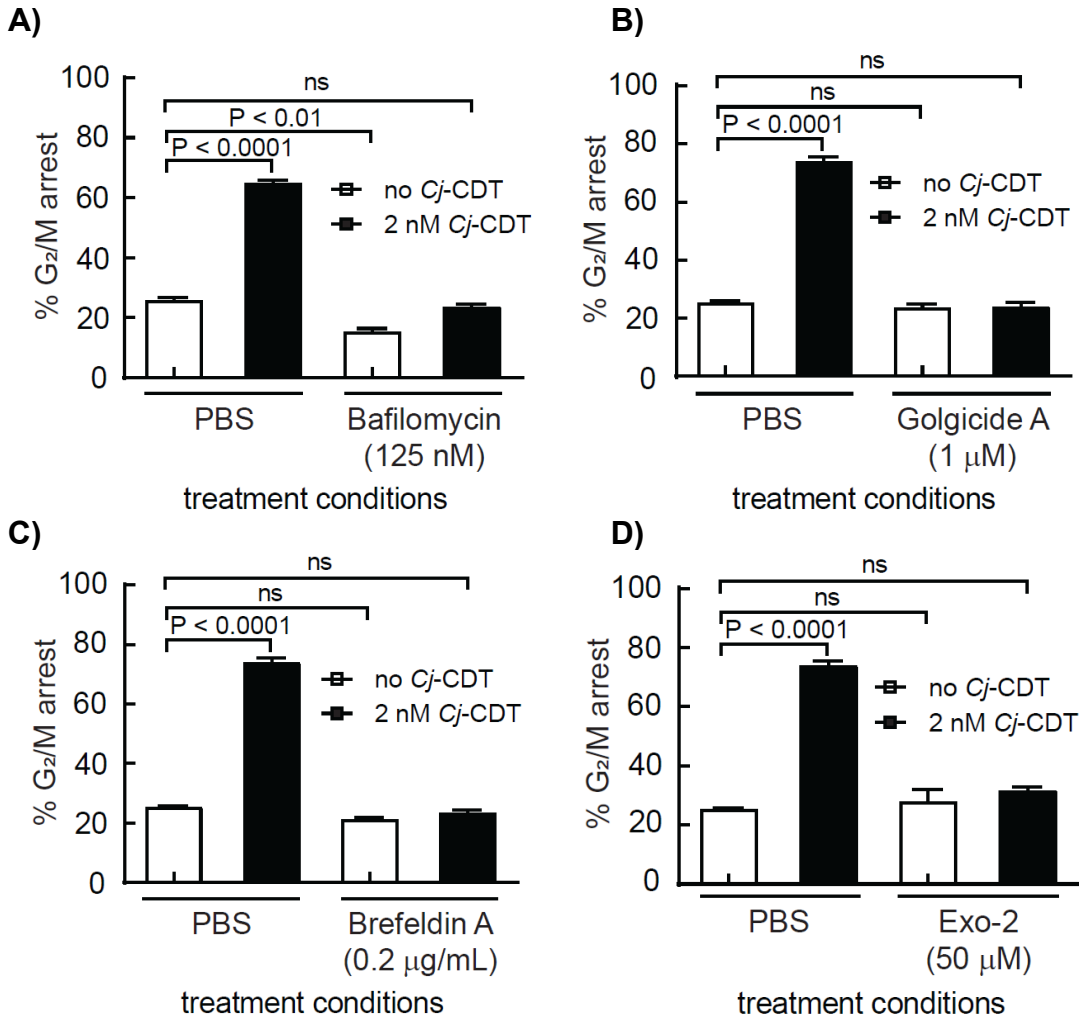 A)
ns
P < 0.01
P < 0.0001
100
80
60
40
20
0
% G₂/M arrest
no Cj-CDT
2 nM Cj-CDT
PBS
Bafilomycin
(125 nM)
treatment conditions
B)
ns
ns
P < 0.0001
100
80
60
40
20
0
% G₂/M arrest
no Cj-CDT
2 nM Cj-CDT
PBS
Golgicide A
(1 μM)
treatment conditions
C)
ns
ns
P < 0.0001
100
80
60
40
20
0
% G₂/M arrest
no Cj-CDT
2 nM Cj-CDT
PBS
Brefeldin A
(0.2 μg/mL)
treatment conditions
D)
ns
ns
P < 0.0001
100
80
60
40
20
0
% G₂/M arrest
no Cj-CDT
2 nM Cj-CDT
PBS
Exo-2
(50 μM)
treatment conditions